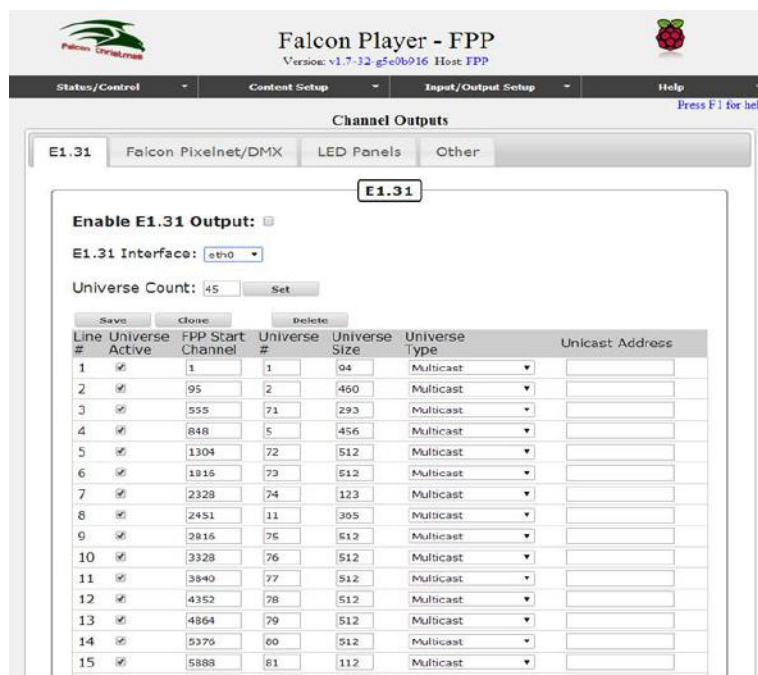 Falcon Christmas
Falcon Player - FPP
Version: v1.7-32-g5e0b916 Host: FPP
Status/Control Content Setup Input/Output Setup Help
Press F1 for hel
Channel Outputs
E1.31 Falcon Pixelnet/DMX LED Panels Other
E1.31
Enable E1.31 Output:
E1.31 Interface: eth0
Universe Count: 45 Set
Save Clone Delete
Line # Universe Active FPP Start Channel Universe # Universe Size Universe Type Unicast Address
1 1 1 94 Multicast
2 95 2 460 Multicast
3 555 71 293 Multicast
4 848 5 456 Multicast
5 1304 72 512 Multicast
6 1816 73 512 Multicast
7 2328 74 123 Multicast
8 2451 11 365 Multicast
9 2816 75 512 Multicast
10 3328 76 512 Multicast
11 3840 77 512 Multicast
12 4352 78 512 Multicast
13 4864 79 512 Multicast
14 5376 80 512 Multicast
15 5888 81 112 Multicast